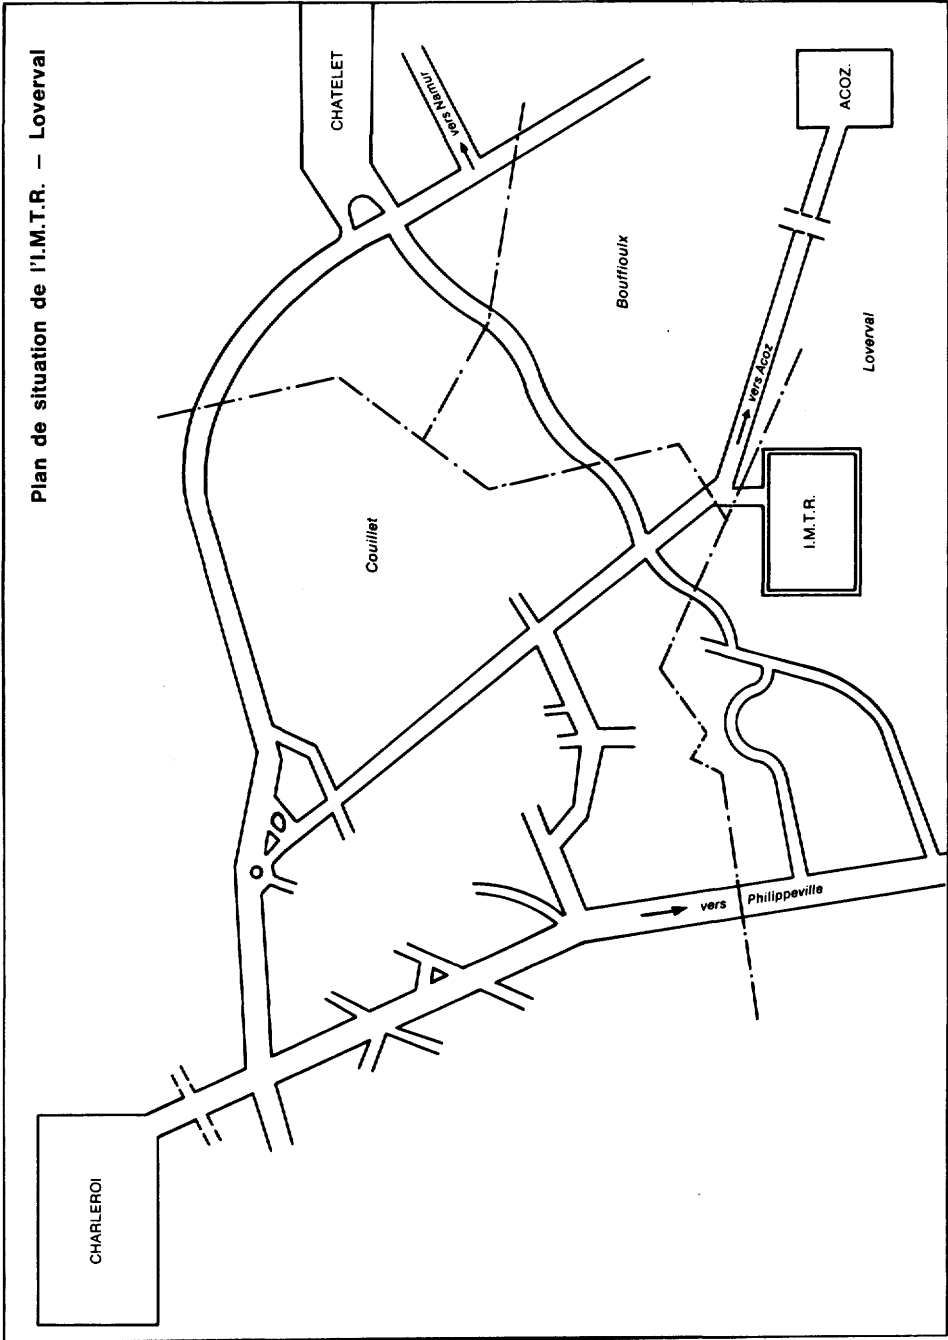 Plan de situation de l'I.M.T.R. — Loverval
CHARLEROI
CHATELET
vers Namur
Couillet
Bouffioulx
ACOZ.
vers Acoz
Loverval
I.M.T.R.
vers Philippeville